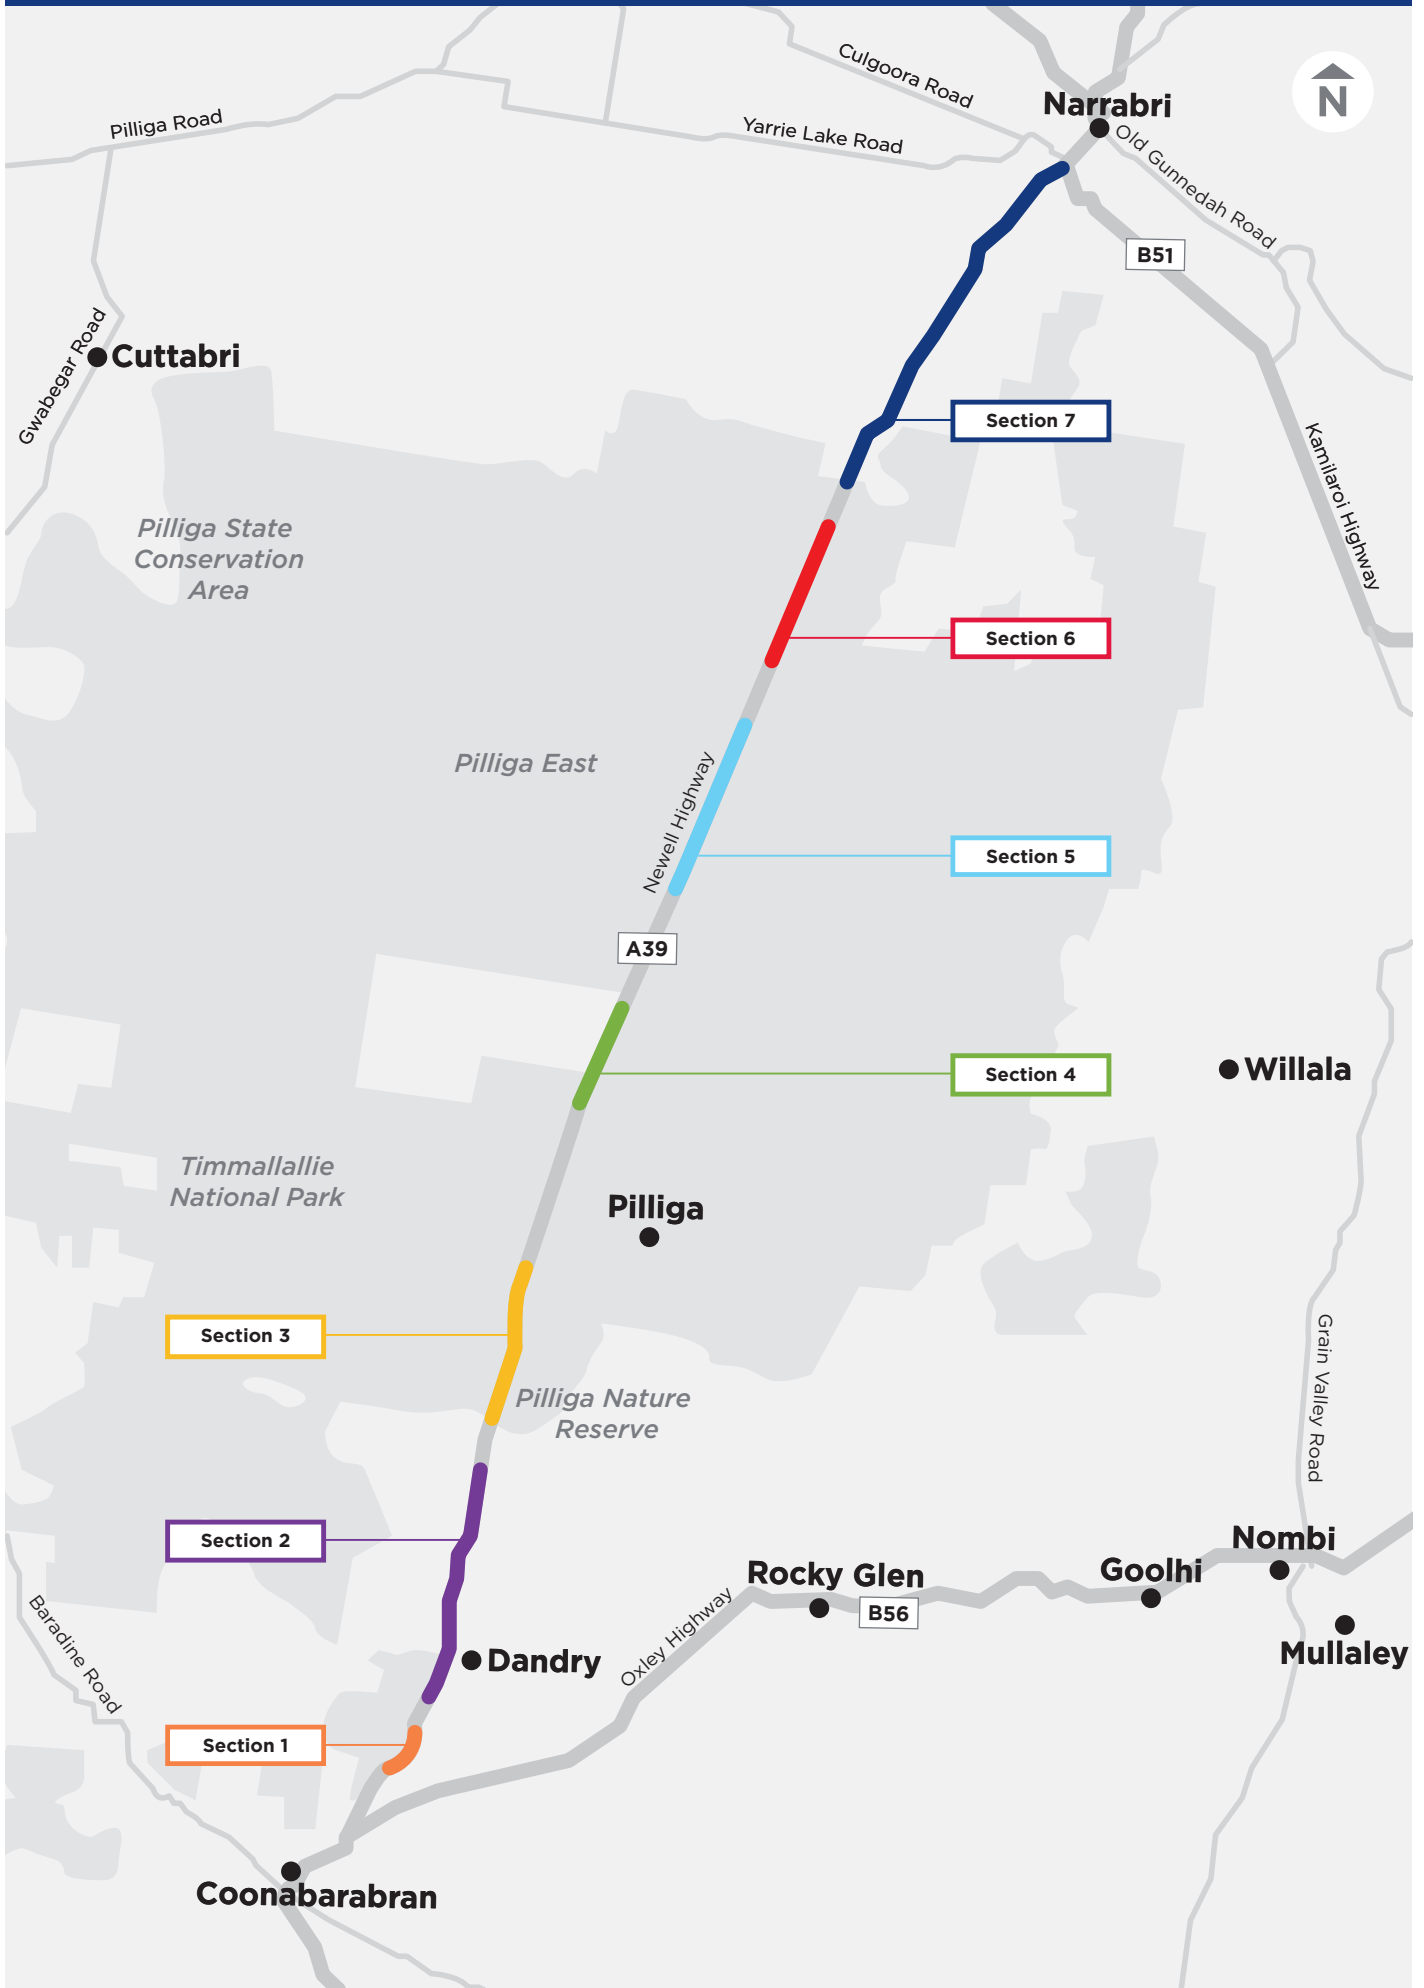 Culgoora Road
N
Narrabri
Pilliga Road
Yarrie Lake Road
Old Gunnedah Road
B51
Gwabegar Road
Cuttabri
Section 7
Kamilaroi Highway
Pilliga State
Conservation
Area
Section 6
Pilliga East
Newell Highway
Section 5
A39
Willala
Section 4
Timmallallie
National Park
Pilliga
Section 3
Grain Valley Road
Pilliga Nature
Reserve
Section 2
Nombi
Rocky Glen
Goolhi
B56
Baradine Road
Oxley Highway
Mullaley
Dandry
Section 1
Coonabarabran